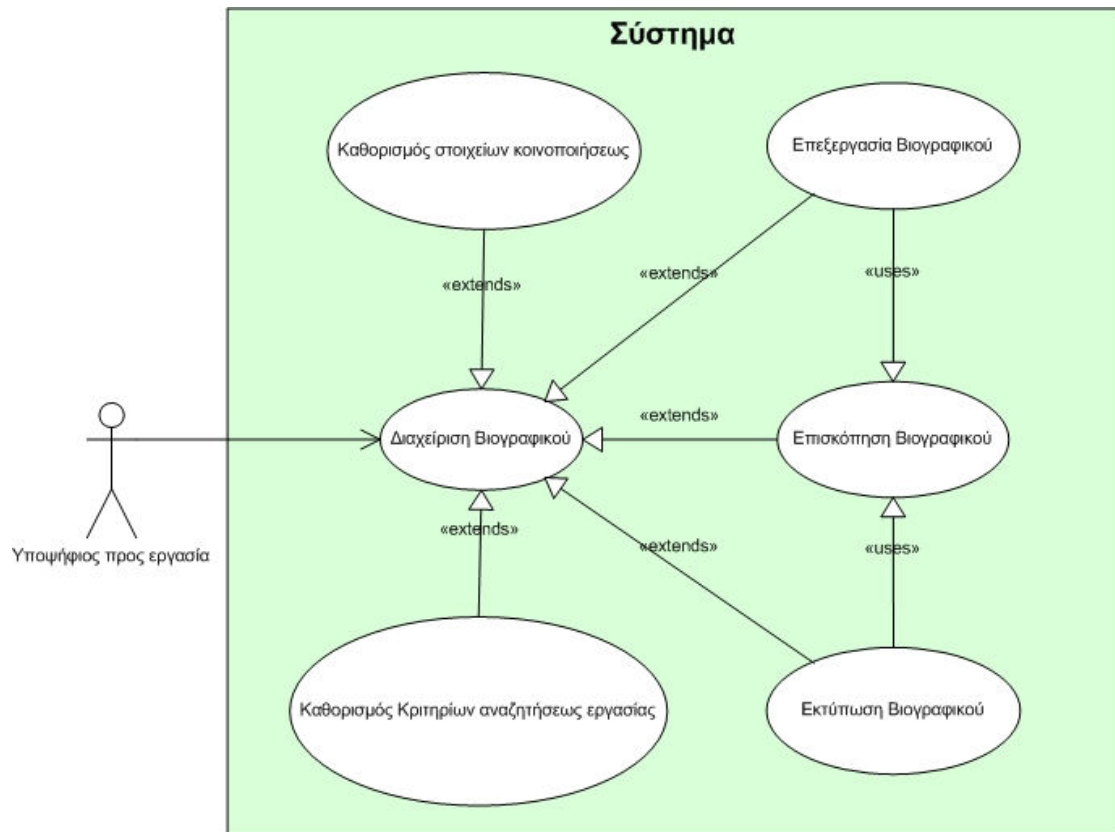 Σύστημα
Καθορισμός στοιχείων κοινοποιήσεως
Επεξεργασία Βιογραφικού
«extends»
«extends»
«uses»
Διαχείριση Βιογραφικού
«extends»
Επισκόπηση Βιογραφικού
«extends»
«extends»
«uses»
Υποψήφιος προς εργασία
Καθορισμός Κριτηρίων αναζητήσεως εργασίας
Εκτύπωση Βιογραφικού